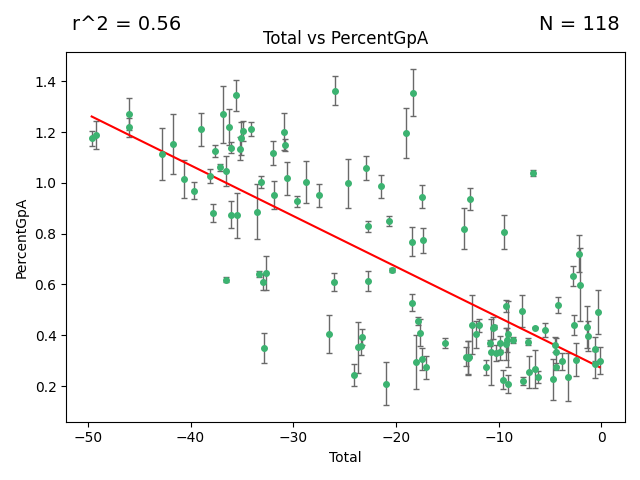 r^2 = 0.56
N = 118
Total vs PercentGpA
PercentGpA
1.4
1.2
1.0
0.8
0.6
0.4
0.2
−50
−40
−30
−20
−10
0
Total